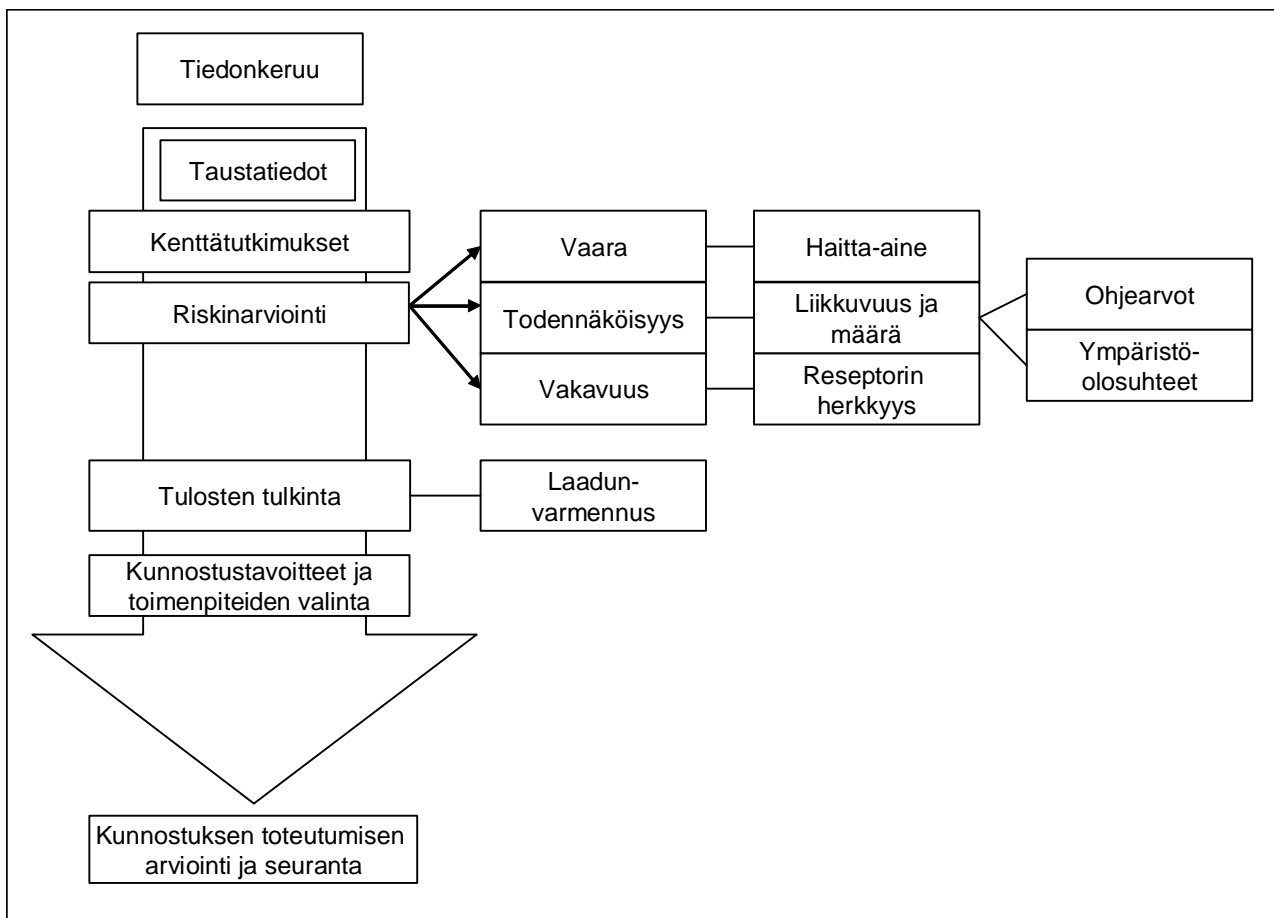 Tiedonkeruu
Taustatiedot
Kenttätutkimukset
Riskinarviointi
Vaara
Haitta-aine
Todennäköisyys
Liikkuvuus ja
määrä
Vakavuus
Reseptorin
herkkyys
Ohjearvot
Ympäristö-
olosuhteet
Tulosten tulkinta
Laadun-
varmennus
Kunnostustavoitteet ja
toimenpiteiden valinta
Kunnostuksen toteutumisen
arviointi ja seuranta